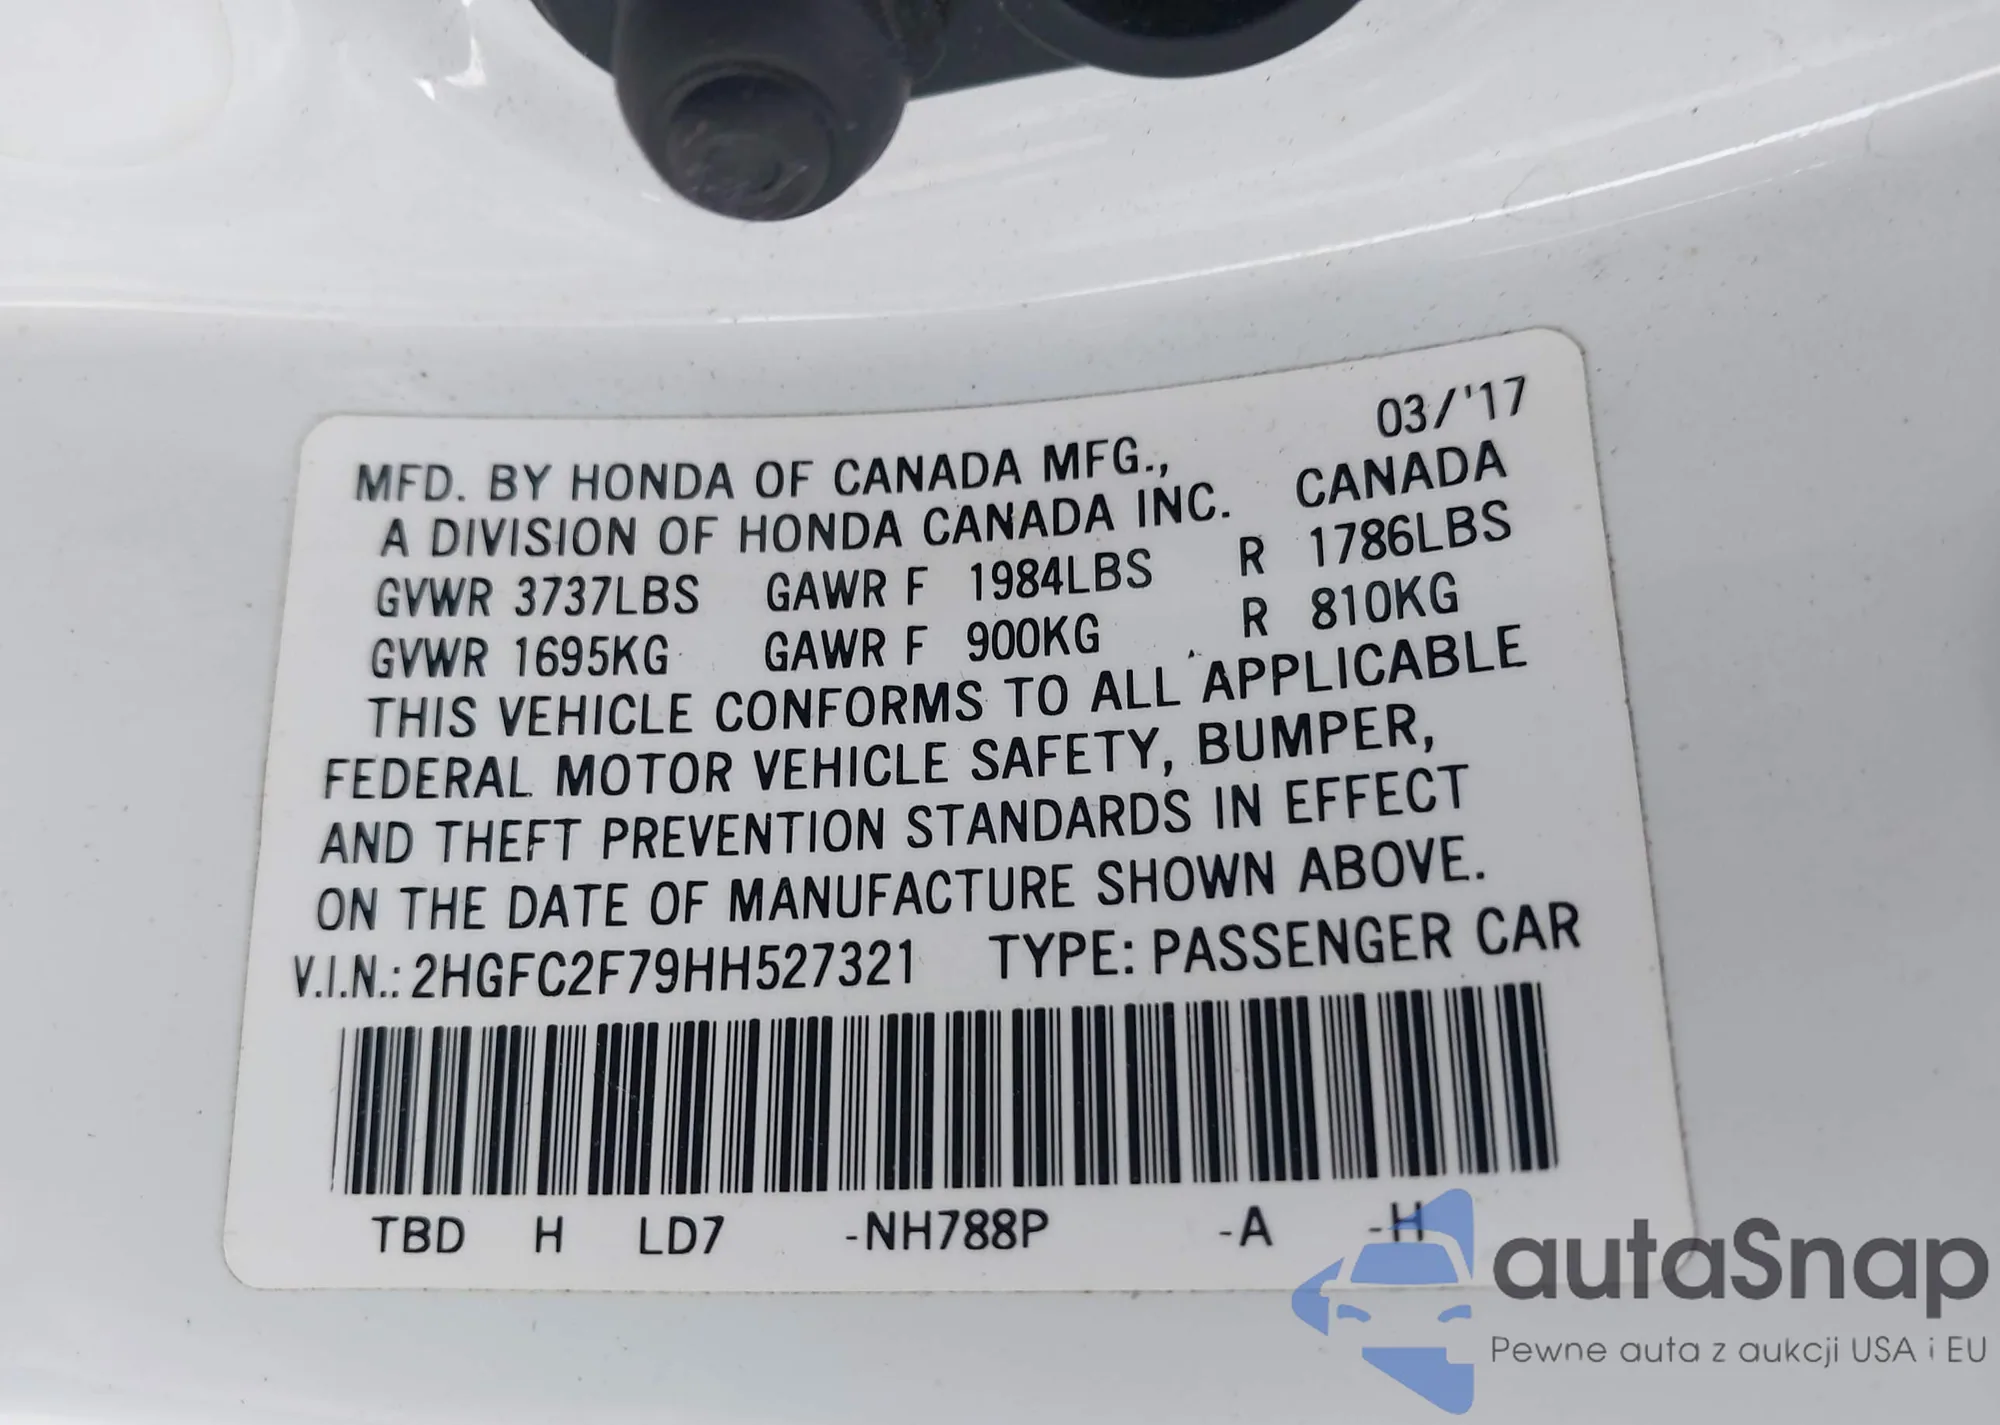 03/'17
MFD. BY HONDA OF CANADA MFG.,
A DIVISION OF HONDA CANADA INC. CANADA
GVWR 3737LBS GAWR F 1984LBS R 1786LBS
GVWR 1695KG GAWR F 900KG R 810KG
THIS VEHICLE CONFORMS TO ALL APPLICABLE
FEDERAL MOTOR VEHICLE SAFETY, BUMPER,
AND THEFT PREVENTION STANDARDS IN EFFECT
ON THE DATE OF MANUFACTURE SHOWN ABOVE.
V.I.N.: 2HGFC2F79HH527321 TYPE: PASSENGER CAR
TBD H LD7 -NH788P -A -H
autaSnap
Pewne auta z aukcji USA i EU